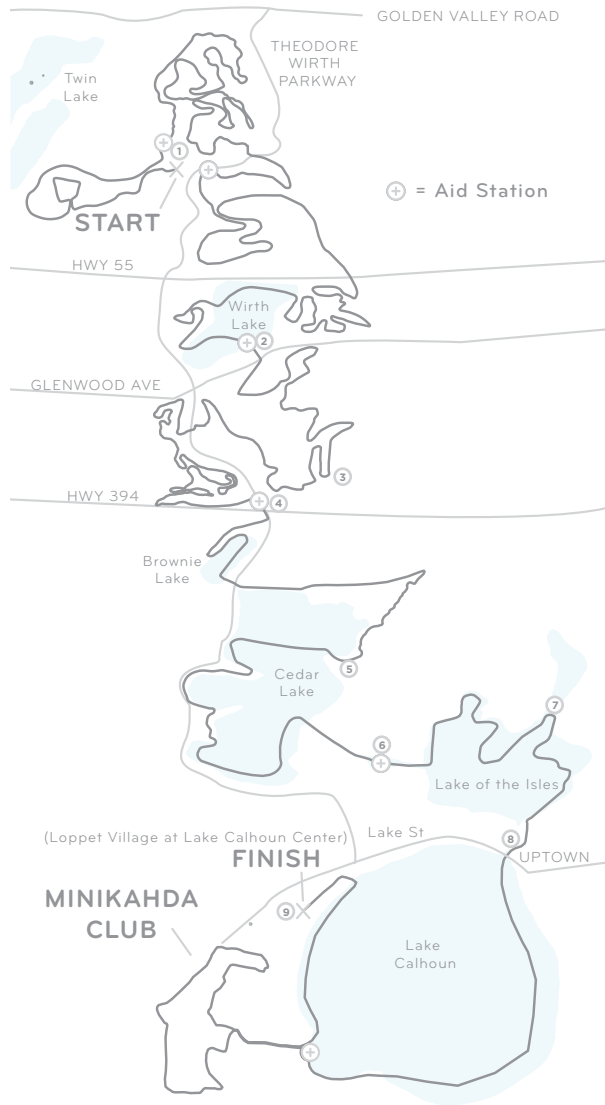 GOLDEN VALLEY ROAD
THEODORE
WIRTH
PARKWAY
Twin
Lake
1
= Aid Station
START
HWY 55
Wirth
Lake
2
GLENWOOD AVE
3
HWY 394
4
Brownie
Lake
5
Cedar
Lake
7
6
Lake of the Isles
(Loppet Village at Lake Calhoun Center)
Lake St
8
FINISH
UPTOWN
MINIKAHDA
CLUB
9
Lake
Calhoun